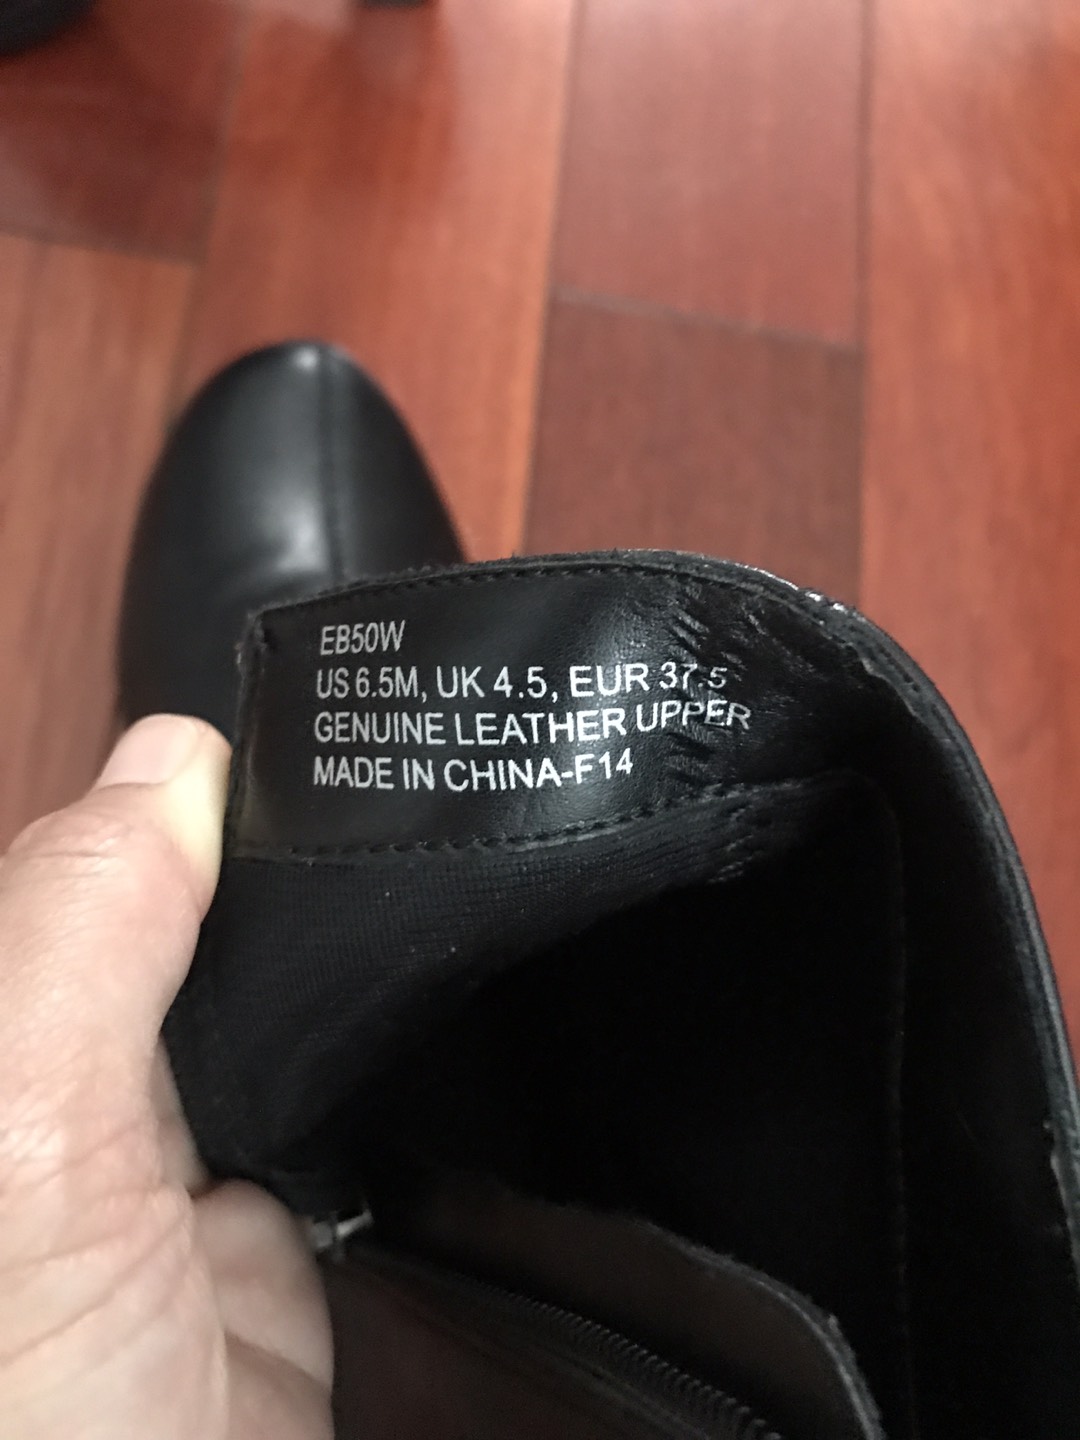 EB50W
US 6.5M, UK 4.5, EUR 37.5
GENUINE LEATHER UPPER
MADE IN CHINA-F14